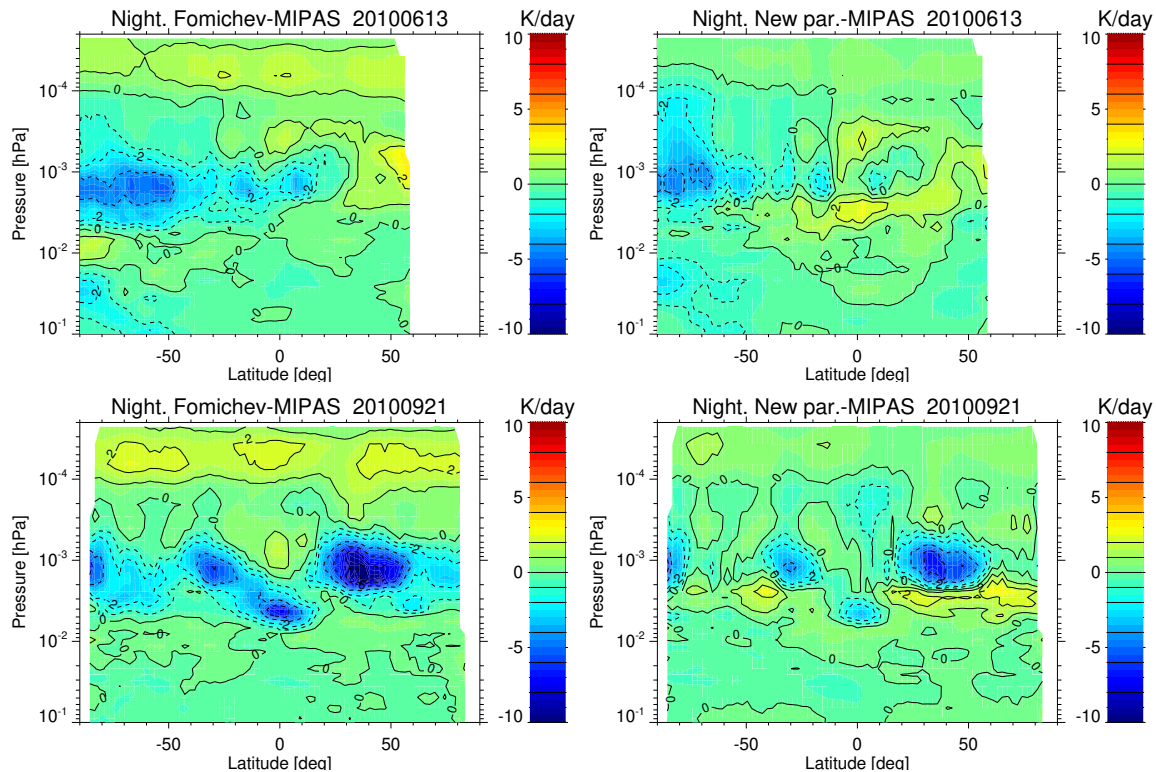 Night. Fomichev-MIPAS 20100613
K/day
Night. New par.-MIPAS 20100613
K/day
Pressure [hPa]
10⁻⁴
10⁻³
10⁻²
10⁻¹
-50 0 50
Latitude [deg]
10
5
0
-5
-10
Pressure [hPa]
10⁻⁴
10⁻³
10⁻²
10⁻¹
-50 0 50
Latitude [deg]
10
5
0
-5
-10
Night. Fomichev-MIPAS 20100921
K/day
Night. New par.-MIPAS 20100921
K/day
Pressure [hPa]
10⁻⁴
10⁻³
10⁻²
10⁻¹
-50 0 50
Latitude [deg]
10
5
0
-5
-10
Pressure [hPa]
10⁻⁴
10⁻³
10⁻²
10⁻¹
-50 0 50
Latitude [deg]
10
5
0
-5
-10